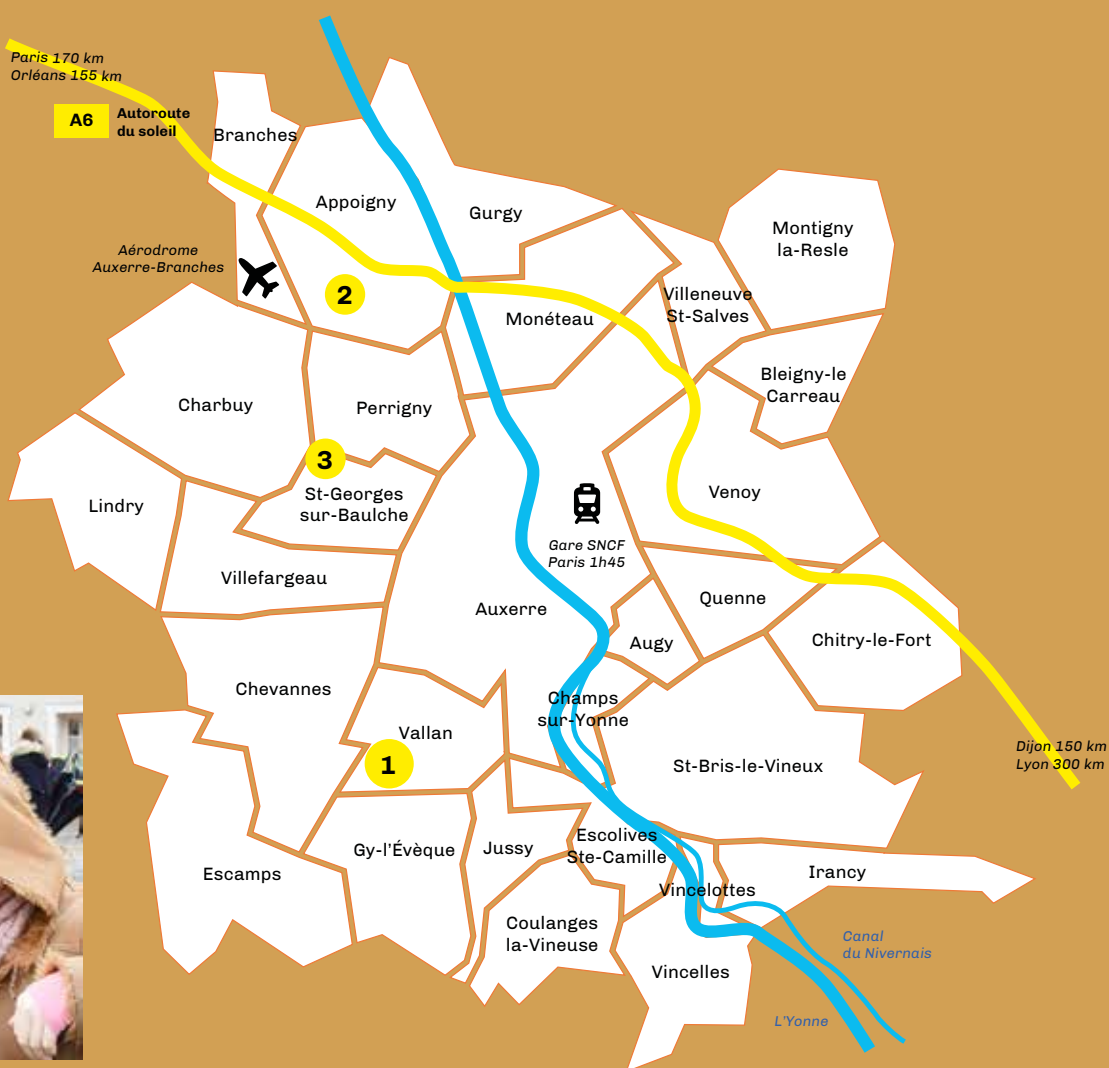 Paris 170 km
Orléans 155 km
A6
Autoroute
du soleil
Branches
Appoigny
Gurgy
Montigny
la-Resle
Aérodrome
Auxerre-Branches
2
Monéteau
Villeneuve
St-Salves
Bleigny-le
Carreau
Charbuy
Perrigny
3
Lindry
St-Georges
sur-Baulche
Venoy
Gare SNCF
Paris 1h45
Villefargeau
Auxerre
Quenne
Augy
Chitry-le-Fort
Chevannes
Champs
sur-Yonne
Vallan
1
St-Bris-le-Vineux
Dijon 150 km
Lyon 300 km
Gy-l'Évèque
Jussy
Escolives
Ste-Camille
Escamps
Irancy
Vincelottes
Coulanges
la-Vineuse
Canal
du Nivernais
Vincelles
L'Yonne